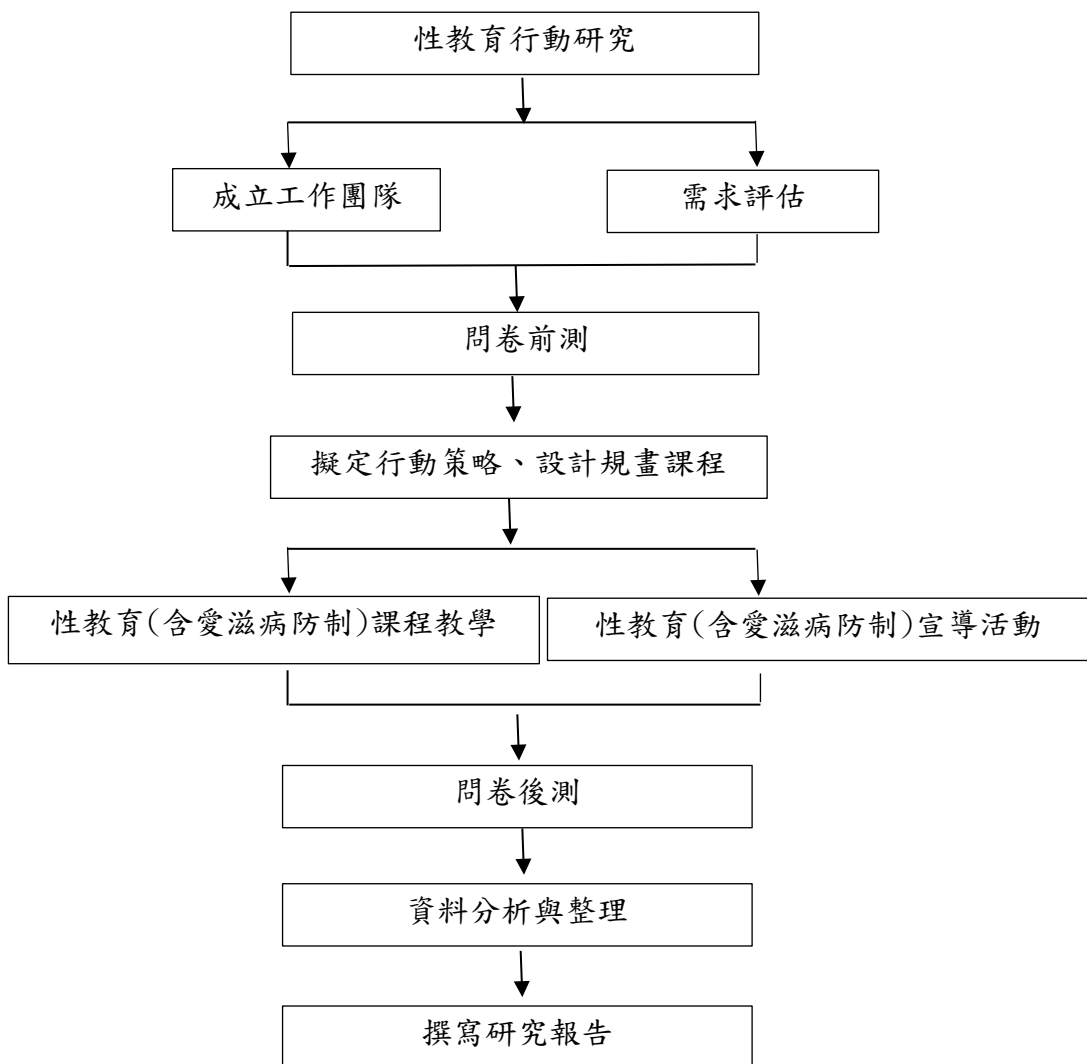 性教育行動研究
成立工作團隊
需求評估
問卷前測
擬定行動策略、設計規畫課程
性教育(含愛滋病防制)課程教學
性教育(含愛滋病防制)宣導活動
問卷後測
資料分析與整理
撰寫研究報告